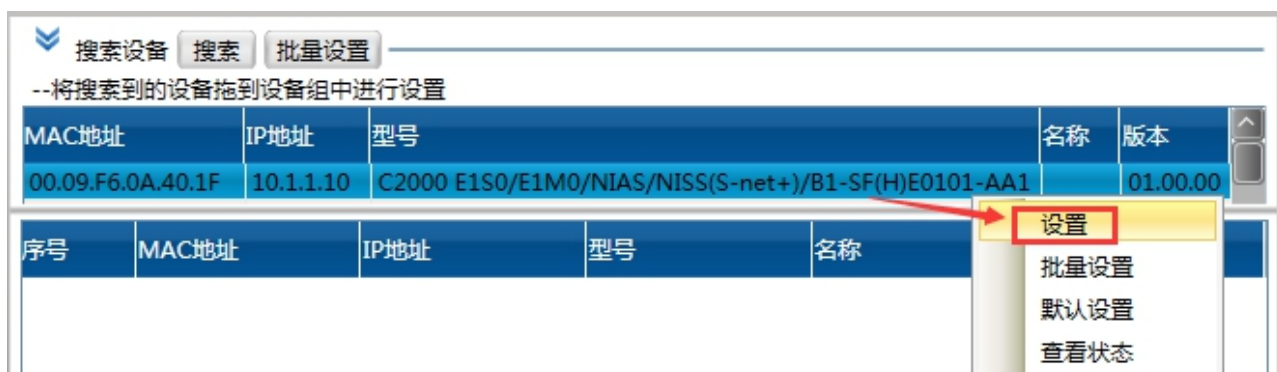 搜索设备 搜索 批量设置
--将搜索到的设备拖到设备组中进行设置
MAC地址 IP地址 型号 名称 版本
00.09.F6.0A.40.1F 10.1.1.10 C2000 E1S0/E1M0/NIAS/NISS(S-net+)/B1-SF(H)E0101-AA1 01.00.00
序号 MAC地址 IP地址 型号 名称
设置
批量设置
默认设置
查看状态